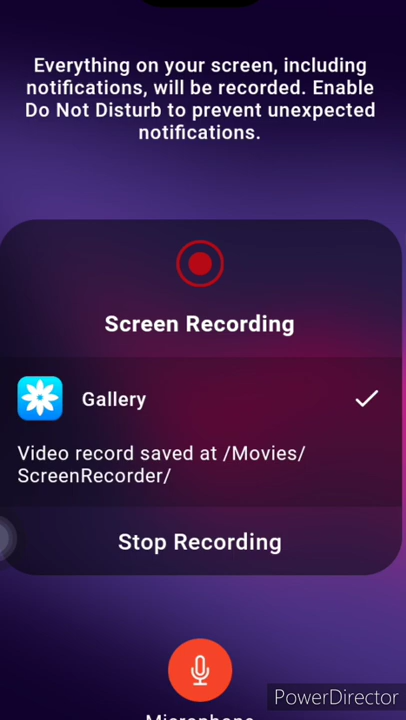 Everything on your screen, including
notifications, will be recorded. Enable
Do Not Disturb to prevent unexpected
notifications.
Screen Recording
Gallery
Video record saved at /Movies/
ScreenRecorder/
Stop Recording
Microphone
PowerDirector